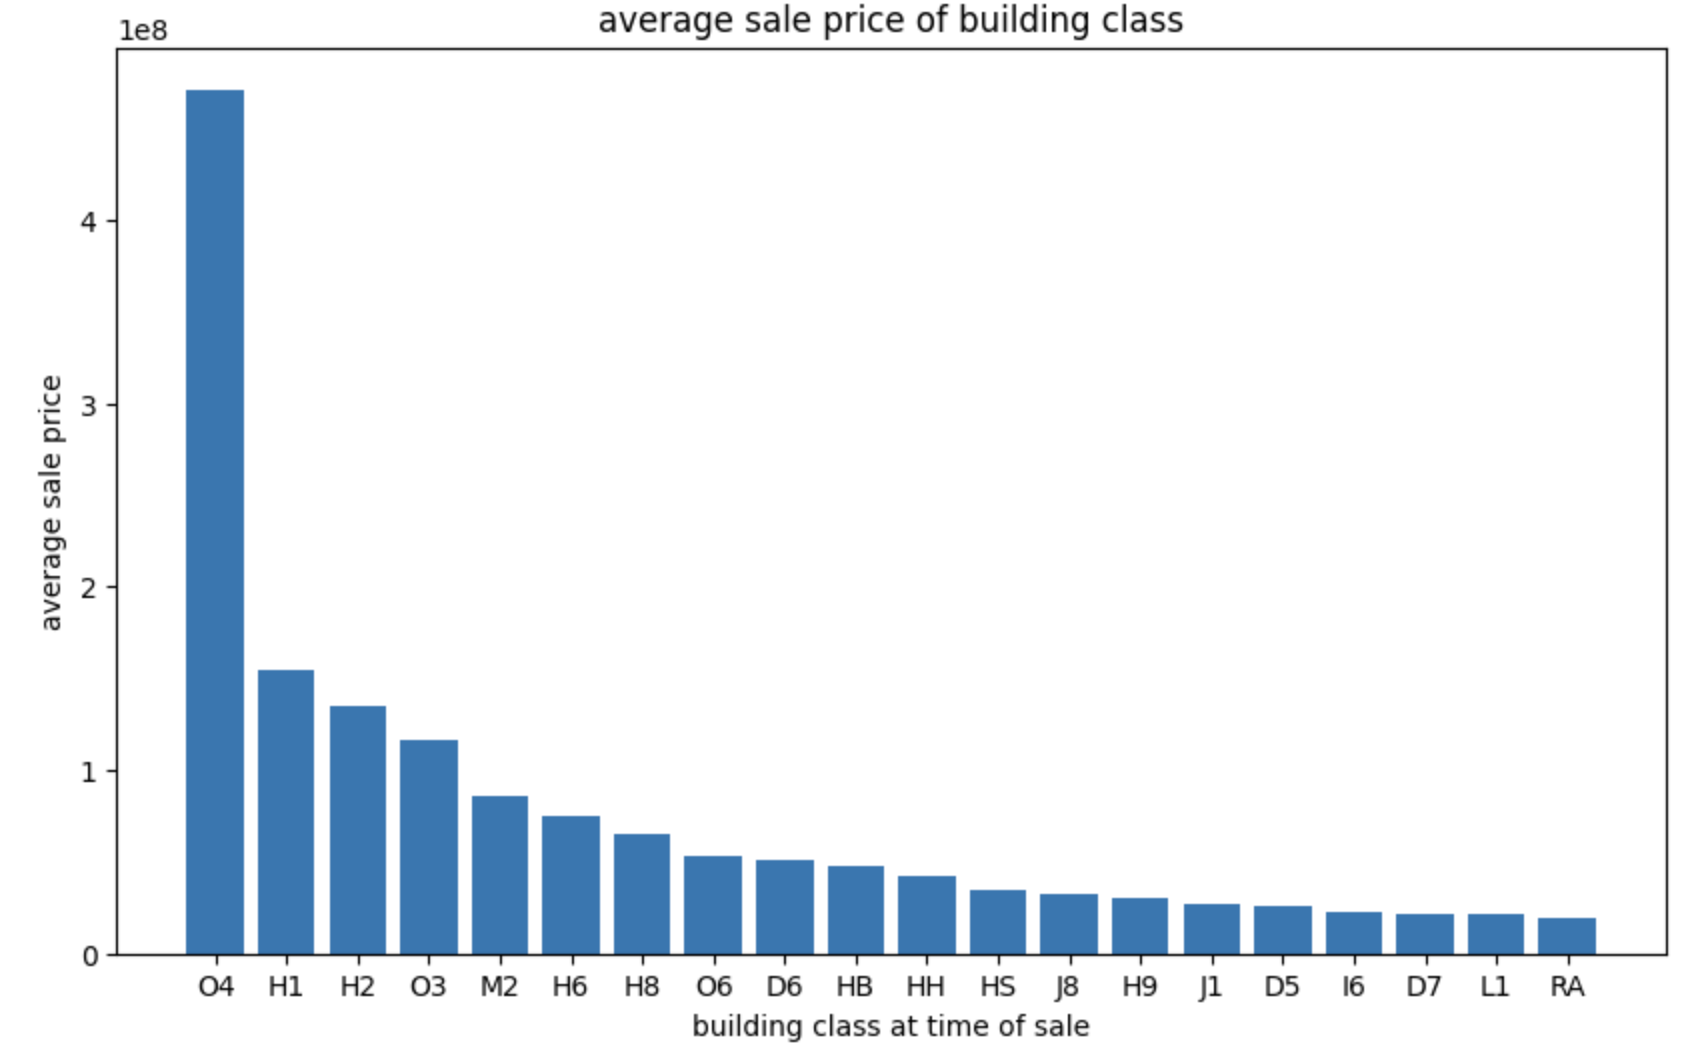 average sale price of building class
1e8
4
3
2
1
0
average sale price
O4 H1 H2 O3 M2 H6 H8 O6 D6 HB HH HS J8 H9 J1 D5 I6 D7 L1 RA
building class at time of sale